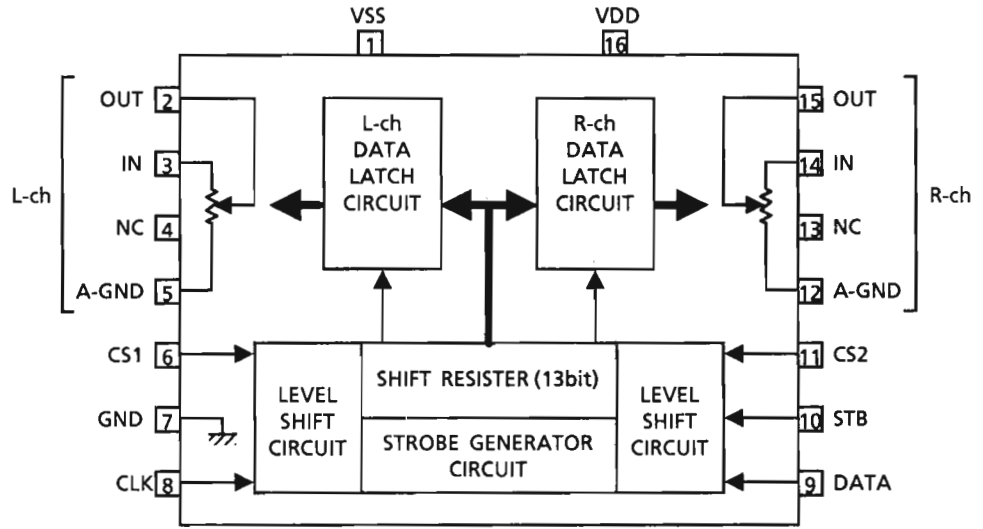 VSS
VDD
1
16
OUT 2
15 OUT
L-ch
DATA
LATCH
CIRCUIT
R-ch
DATA
LATCH
CIRCUIT
IN 3
14 IN
L-ch
R-ch
NC 4
13 NC
A-GND 5
12 A-GND
CS1 6
11 CS2
LEVEL
SHIFT
CIRCUIT
SHIFT RESISTER (13bit)
LEVEL
SHIFT
CIRCUIT
GND 7
10 STB
STROBE GENERATOR
CIRCUIT
CLK 8
9 DATA